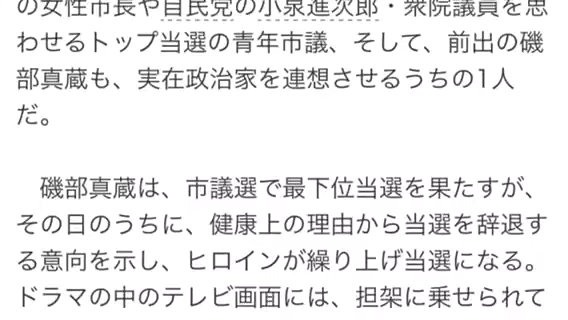 の女性市長や自民党の小泉進次郎・衆院議員を思
わせるトップ当選の青年市議、そして、前出の磯
部真蔵も、実在政治家を連想させるうちの1人
だ。
磯部真蔵は、市議選で最下位当選を果たすが、
その日のうちに、健康上の理由から当選を辞退す
る意向を示し、ヒロインが繰り上げ当選になる。
ドラマの中のテレビ画面には、担架に乗せられて